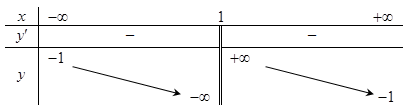 x −∞ 1 +∞
y′ − −
−1 +∞
y
−∞ −1